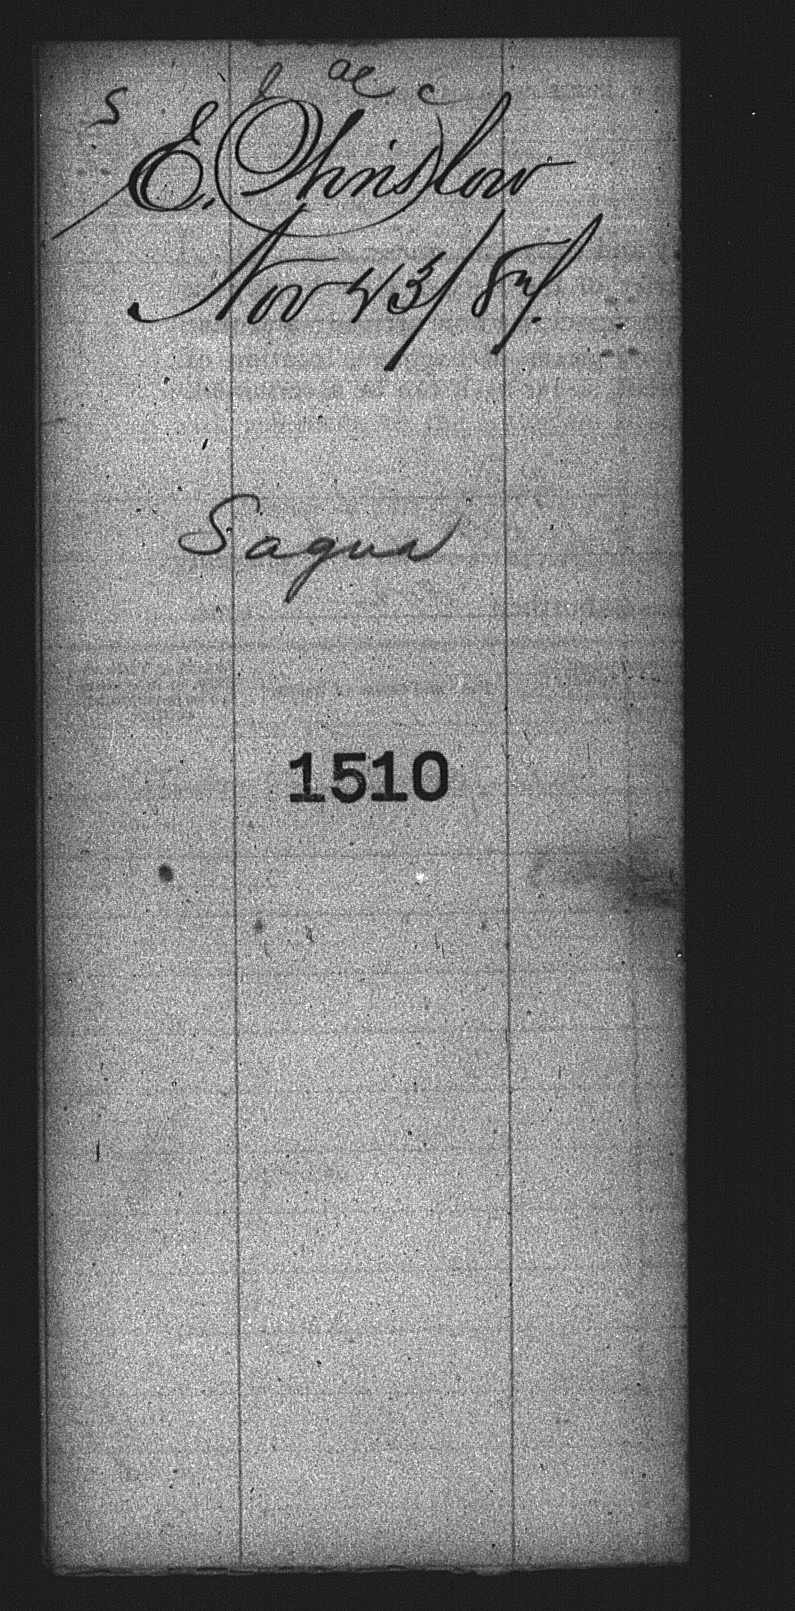 S
E. Winslow
Nov 23/87.
Sagua
1510